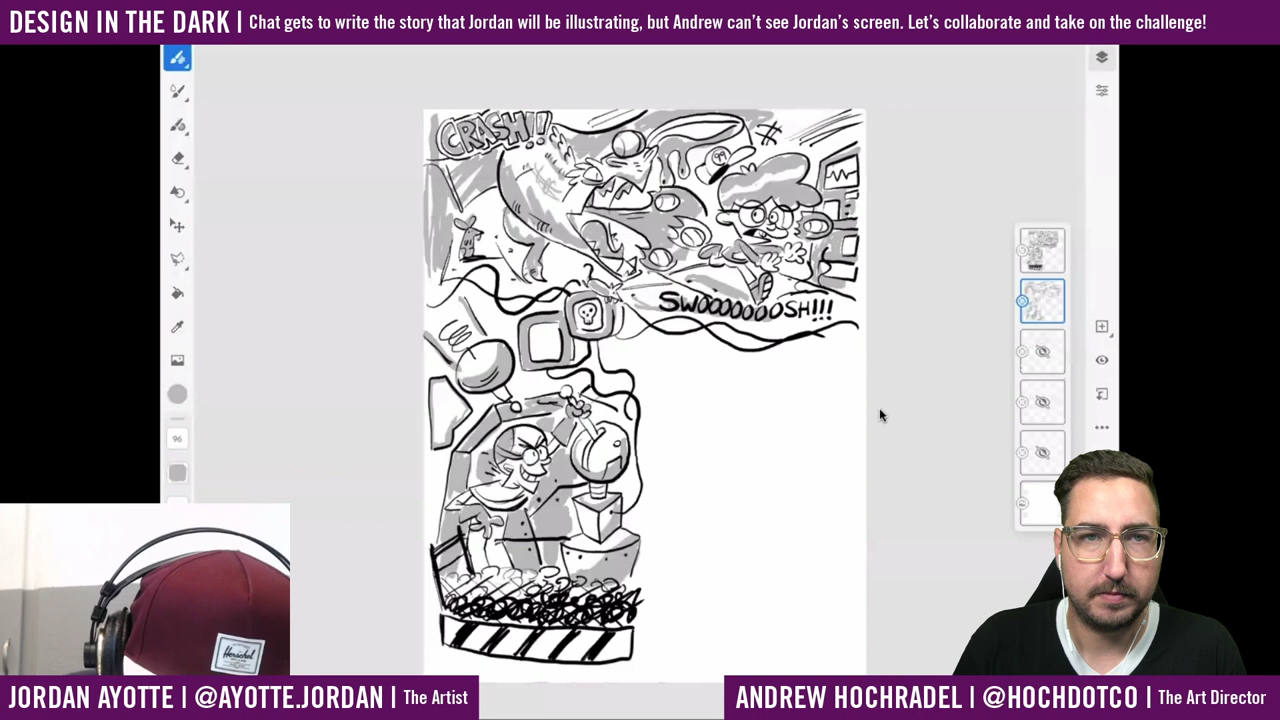 DESIGN IN THE DARK | Chat gets to write the story that Jordan will be illustrating, but Andrew can't see Jordan's screen. Let's collaborate and take on the challenge!
CRASH!!
SWOOOOOOOSH!!!
96
Herschel
JORDAN AYOTTE | @AYOTTE.JORDAN | The Artist
ANDREW HOCHRADEL | @HOCHDOTCO | The Art Director